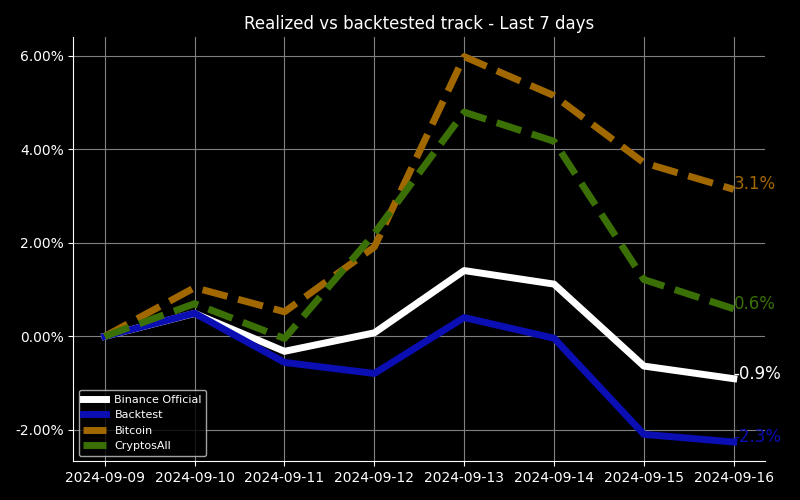 Realized vs backtested track - Last 7 days
6.00%
4.00%
2.00%
0.00%
-2.00%
3.1%
0.6%
-0.9%
-2.3%
Binance Official
Backtest
Bitcoin
CryptosAll
2024-09-09 2024-09-10 2024-09-11 2024-09-12 2024-09-13 2024-09-14 2024-09-15 2024-09-16